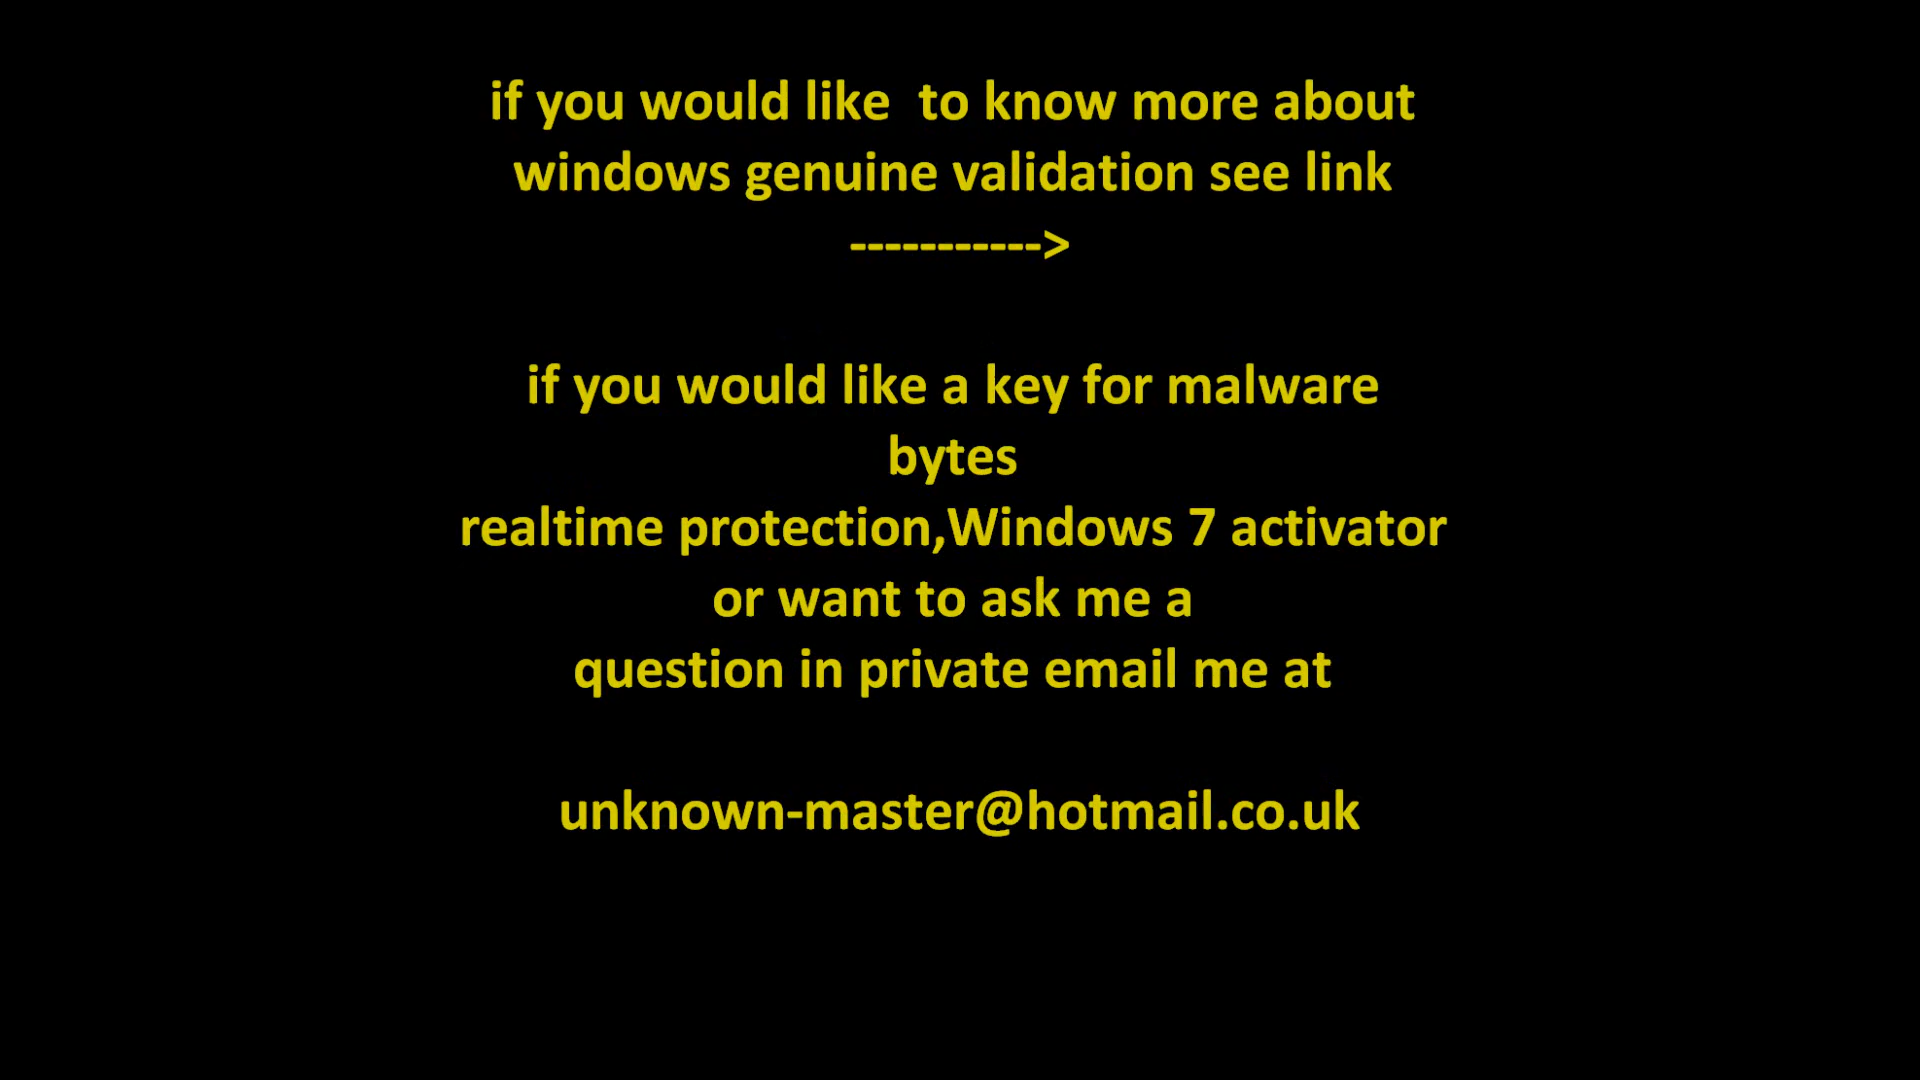 if you would like  to know more about
windows genuine validation see link
----------->
if you would like a key for malware
bytes
realtime protection,Windows 7 activator
or want to ask me a
question in private email me at
unknown-master@hotmail.co.uk